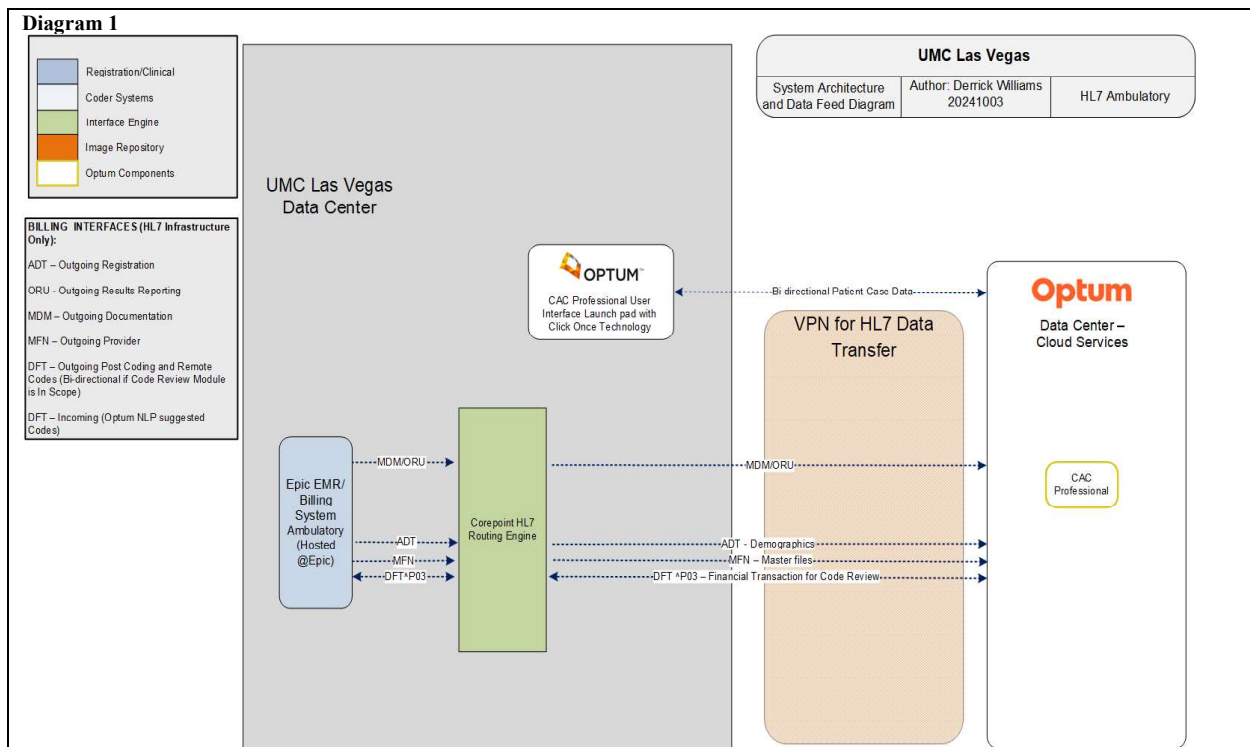 Diagram 1
Registration/Clinical
Coder Systems
Interface Engine
Image Repository
Optum Components
UMC Las Vegas
System Architecture
and Data Feed Diagram
Author: Derrick Williams
20241003
HL7 Ambulatory
BILLING INTERFACES (HL7 Infrastructure
Only):
ADT – Outgoing Registration
ORU - Outgoing Results Reporting
MDM – Outgoing Documentation
MFN – Outgoing Provider
DFT – Outgoing Post Coding and Remote
Codes (Bi-directional if Code Review Module
is In Scope)
DFT – Incoming (Optum NLP suggested
Codes)
UMC Las Vegas
Data Center
OPTUM™
CAC Professional User
Interface Launch pad with
Click Once Technology
Bi directional Patient Case Data
Optum
Data Center –
Cloud Services
VPN for HL7 Data
Transfer
Epic EMR/
Billing
System
Ambulatory
(Hosted
@Epic)
MDM/ORU
ADT
MFN
DFT^P03
Corepoint HL7
Routing Engine
MDM/ORU
ADT - Demographics
MFN – Master files
DFT ^P03 – Financial Transaction for Code Review
CAC
Professional